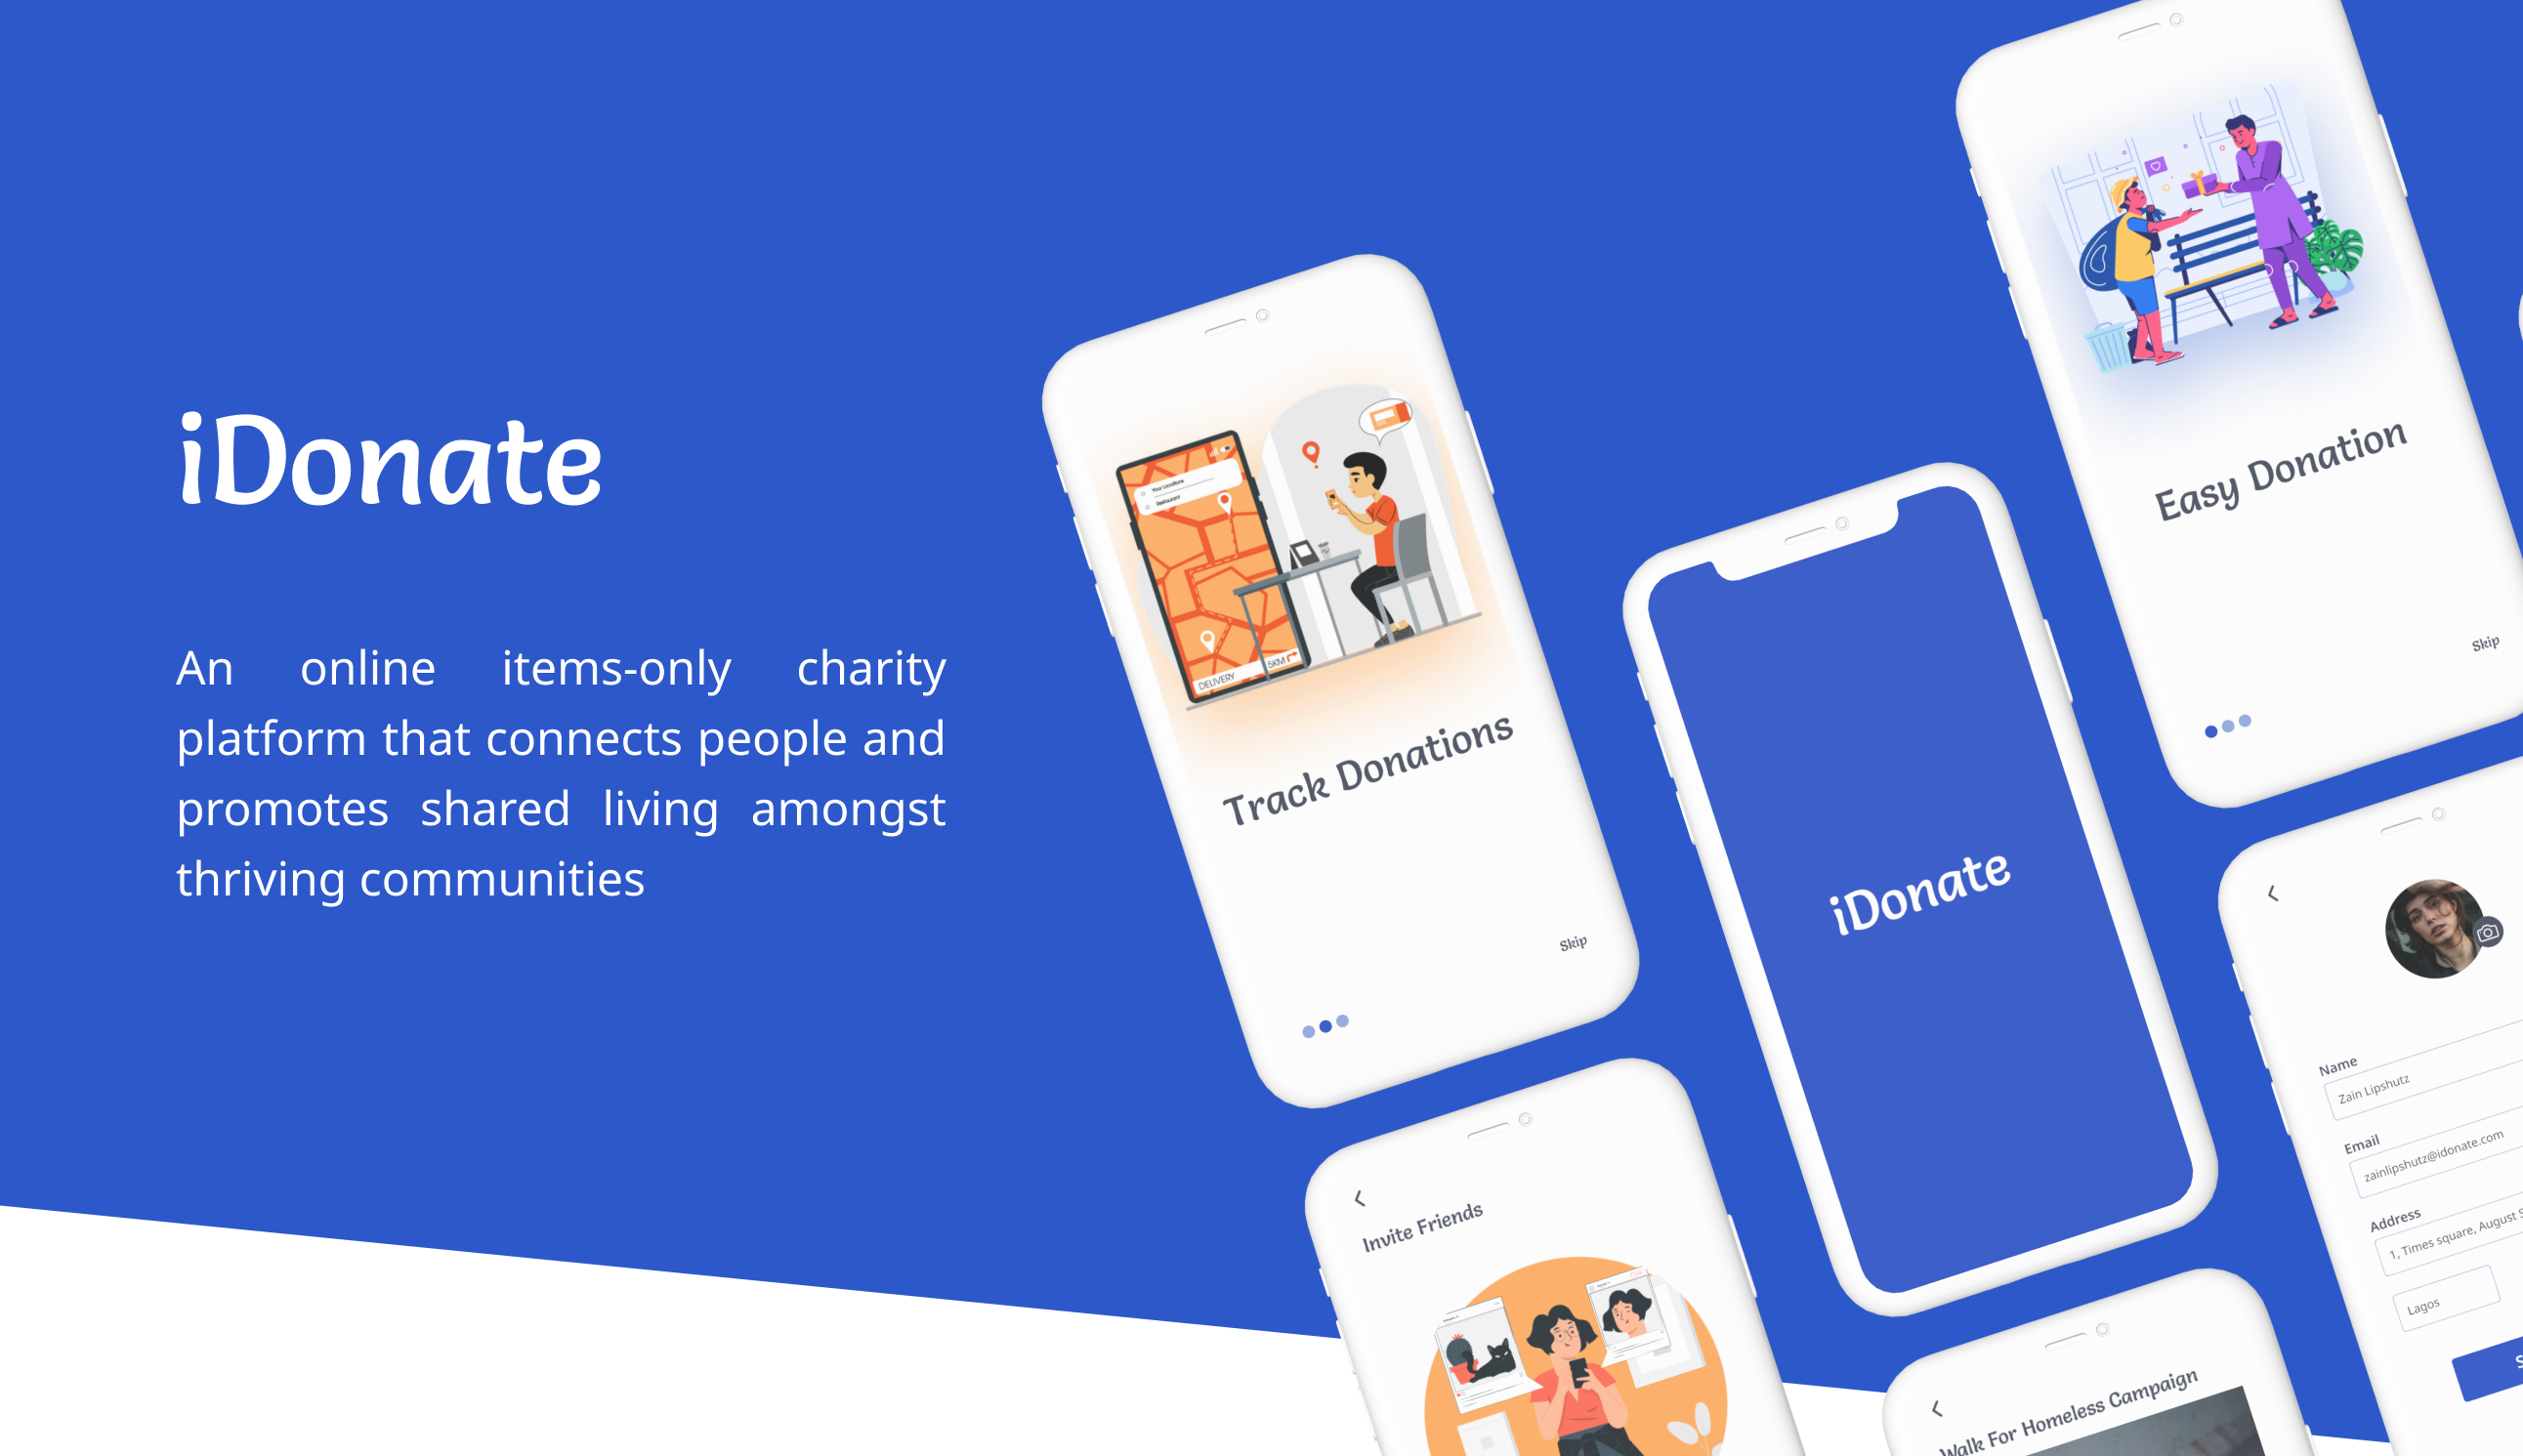 iDonate
An online items-only charity
platform that connects people and
promotes shared living amongst
thriving communities
Your Locations
Restaurant
DELIVERY
5KM
Track Donations
Skip
iDonate
Easy Donation
Skip
Name
Zain Lipshutz
Email
zainlipshutz@idonate.com
Address
1, Times square, August S
Lagos
S
Invite Friends
Walk For Homeless Campaign